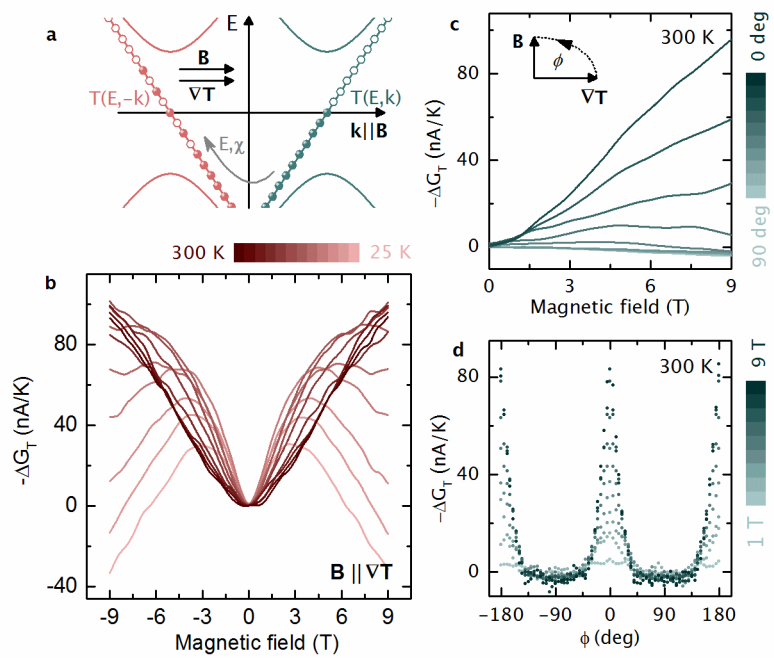 a
E
B
∇T
T(E,−k)
T(E,k)
k||B
E,χ
300 K
25 K
b
-ΔG_T (nA/K)
80
40
0
-40
B || ∇T
-9 -6 -3 0 3 6 9
Magnetic field (T)
c
300 K
B
ϕ
∇T
−ΔG_T (nA/K)
80
40
0
0 3 6 9
Magnetic field (T)
0 deg
90 deg
d
300 K
−ΔG_T (nA/K)
80
40
0
−180 −90 0 90 180
ϕ (deg)
9 T
1 T